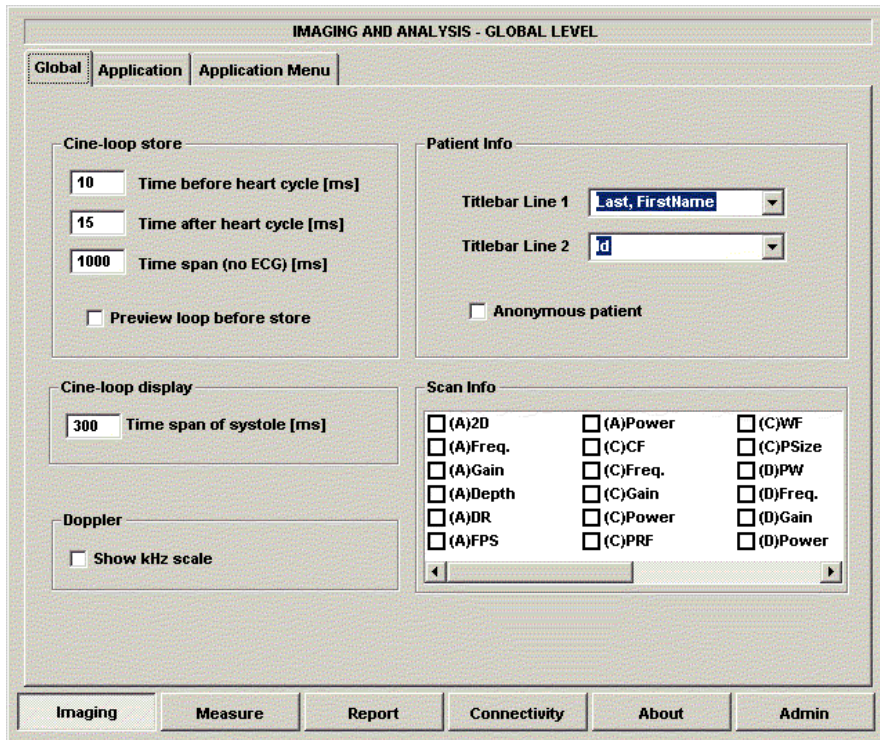 IMAGING AND ANALYSIS - GLOBAL LEVEL
Global
Application
Application Menu
Cine-loop store
10 Time before heart cycle [ms]
15 Time after heart cycle [ms]
1000 Time span (no ECG) [ms]
Preview loop before store
Patient Info
Titlebar Line 1 Last, FirstName
Titlebar Line 2 Id
Anonymous patient
Cine-loop display
300 Time span of systole [ms]
Doppler
Show kHz scale
Scan Info
(A)2D (A)Power (C)WF
(A)Freq. (C)CF (C)PSize
(A)Gain (C)Freq. (D)PW
(A)Depth (C)Gain (D)Freq.
(A)DR (C)Power (D)Gain
(A)FPS (C)PRF (D)Power
Imaging
Measure
Report
Connectivity
About
Admin